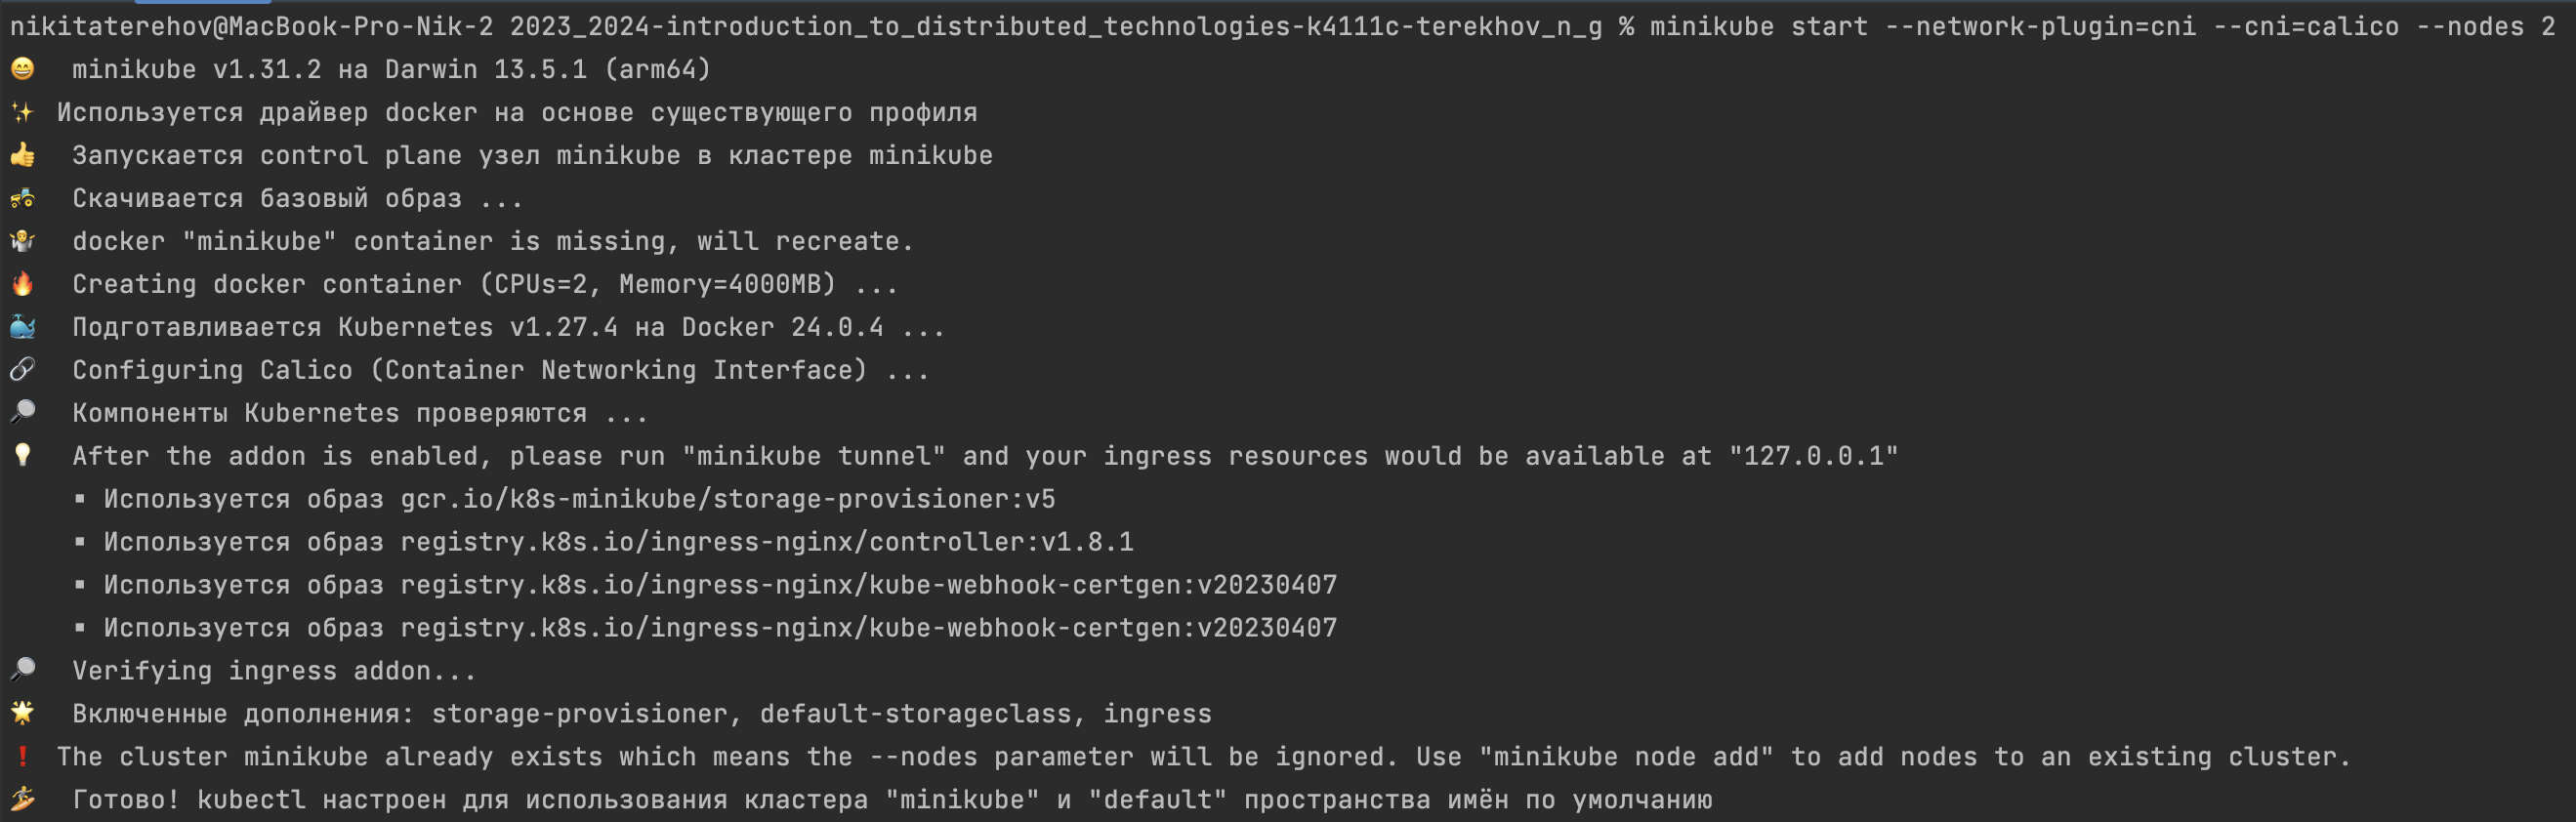 nikitaterehov@MacBook-Pro-Nik-2 2023_2024-introduction_to_distributed_technologies-k4111c-terekhov_n_g % minikube start --network-plugin=cni --cni=calico --nodes 2
😄  minikube v1.31.2 на Darwin 13.5.1 (arm64)
✨  Используется драйвер docker на основе существующего профиля
👍  Запускается control plane узел minikube в кластере minikube
🚜  Скачивается базовый образ ...
🤷  docker "minikube" container is missing, will recreate.
🔥  Creating docker container (CPUs=2, Memory=4000MB) ...
🐳  Подготавливается Kubernetes v1.27.4 на Docker 24.0.4 ...
🔗  Configuring Calico (Container Networking Interface) ...
🔎  Компоненты Kubernetes проверяются ...
💡  After the addon is enabled, please run "minikube tunnel" and your ingress resources would be available at "127.0.0.1"
▪ Используется образ gcr.io/k8s-minikube/storage-provisioner:v5
▪ Используется образ registry.k8s.io/ingress-nginx/controller:v1.8.1
▪ Используется образ registry.k8s.io/ingress-nginx/kube-webhook-certgen:v20230407
▪ Используется образ registry.k8s.io/ingress-nginx/kube-webhook-certgen:v20230407
🔎  Verifying ingress addon...
🌟  Включенные дополнения: storage-provisioner, default-storageclass, ingress
❗  The cluster minikube already exists which means the --nodes parameter will be ignored. Use "minikube node add" to add nodes to an existing cluster.
🏄  Готово! kubectl настроен для использования кластера "minikube" и "default" пространства имён по умолчанию